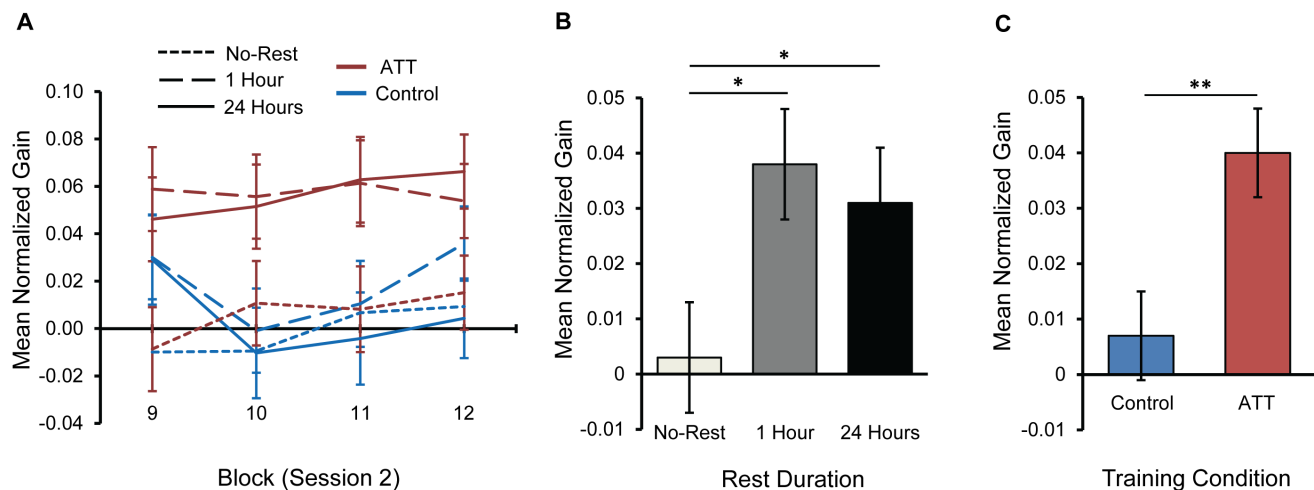 A
No-Rest
1 Hour
24 Hours
ATT
Control
Mean Normalized Gain
0.10
0.08
0.06
0.04
0.02
0.00
-0.02
-0.04
9 10 11 12
Block (Session 2)
B
* 
*
Mean Normalized Gain
0.05
0.04
0.03
0.02
0.01
0
-0.01
No-Rest 1 Hour 24 Hours
Rest Duration
C
**
Mean Normalized Gain
0.05
0.04
0.03
0.02
0.01
0
-0.01
Control ATT
Training Condition